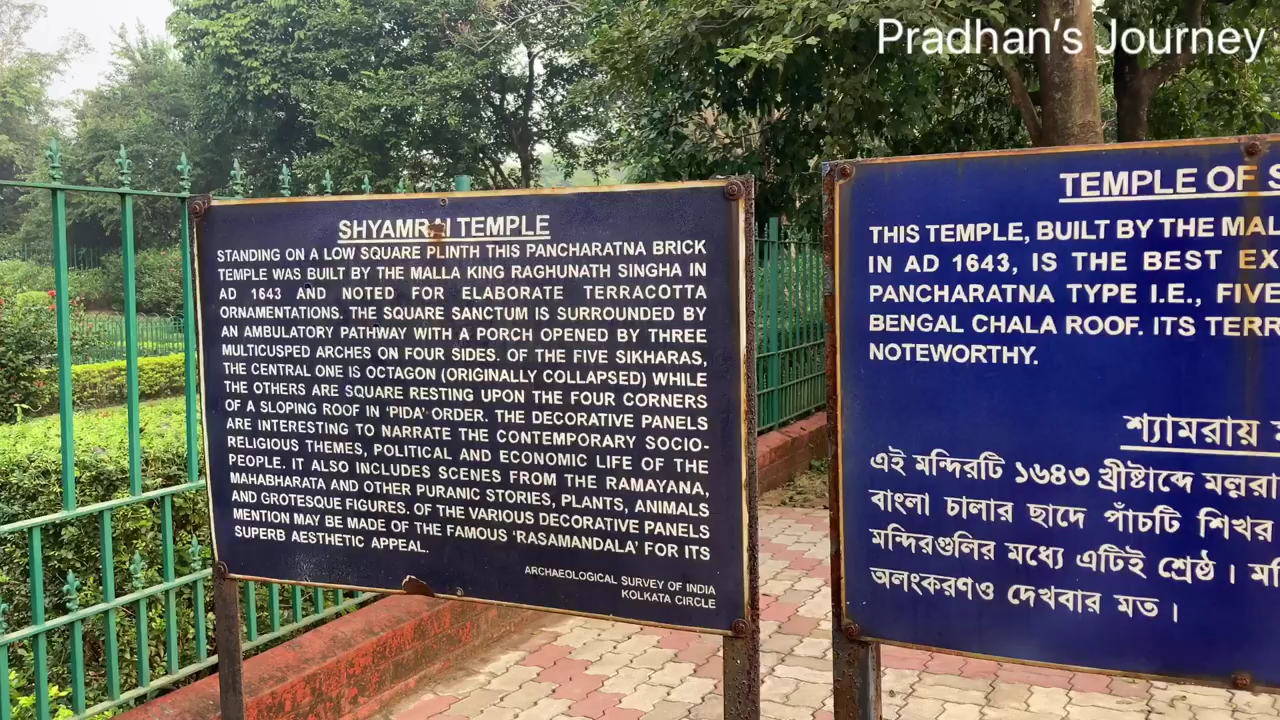 Pradhan's Journey
SHYAMRAI TEMPLE
STANDING ON A LOW SQUARE PLINTH THIS PANCHARATNA BRICK
TEMPLE WAS BUILT BY THE MALLA KING RAGHUNATH SINGHA IN
AD 1643 AND NOTED FOR ELABORATE TERRACOTTA
ORNAMENTATIONS. THE SQUARE SANCTUM IS SURROUNDED BY
AN AMBULATORY PATHWAY WITH A PORCH OPENED BY THREE
MULTICUSPED ARCHES ON FOUR SIDES. OF THE FIVE SIKHARAS,
THE CENTRAL ONE IS OCTAGON (ORIGINALLY COLLAPSED) WHILE
THE OTHERS ARE SQUARE RESTING UPON THE FOUR CORNERS
OF A SLOPING ROOF IN 'PIDA' ORDER. THE DECORATIVE PANELS
ARE INTERESTING TO NARRATE THE CONTEMPORARY SOCIO-
RELIGIOUS THEMES, POLITICAL AND ECONOMIC LIFE OF THE
PEOPLE. IT ALSO INCLUDES SCENES FROM THE RAMAYANA,
MAHABHARATA AND OTHER PURANIC STORIES, PLANTS, ANIMALS
AND GROTESQUE FIGURES. OF THE VARIOUS DECORATIVE PANELS
MENTION MAY BE MADE OF THE FAMOUS 'RASAMANDALA' FOR ITS
SUPERB AESTHETIC APPEAL.
ARCHAEOLOGICAL SURVEY OF INDIA
KOLKATA CIRCLE
TEMPLE OF
THIS TEMPLE, BUILT BY THE
IN AD 1643, IS THE BEST
PANCHARATNA TYPE I.E., FIVE
BENGAL CHALA ROOF. ITS
NOTEWORTHY.
শ্যামরায়
এই মন্দিরটি ১৬৪৩ খ্রীষ্টাব্দে
বাংলা চালার ছাদে পাঁচটি শিখর
মন্দিরগুলির মধ্যে এটিই শ্রেষ্ঠ ।
অলংকরণও দেখবার মত ।